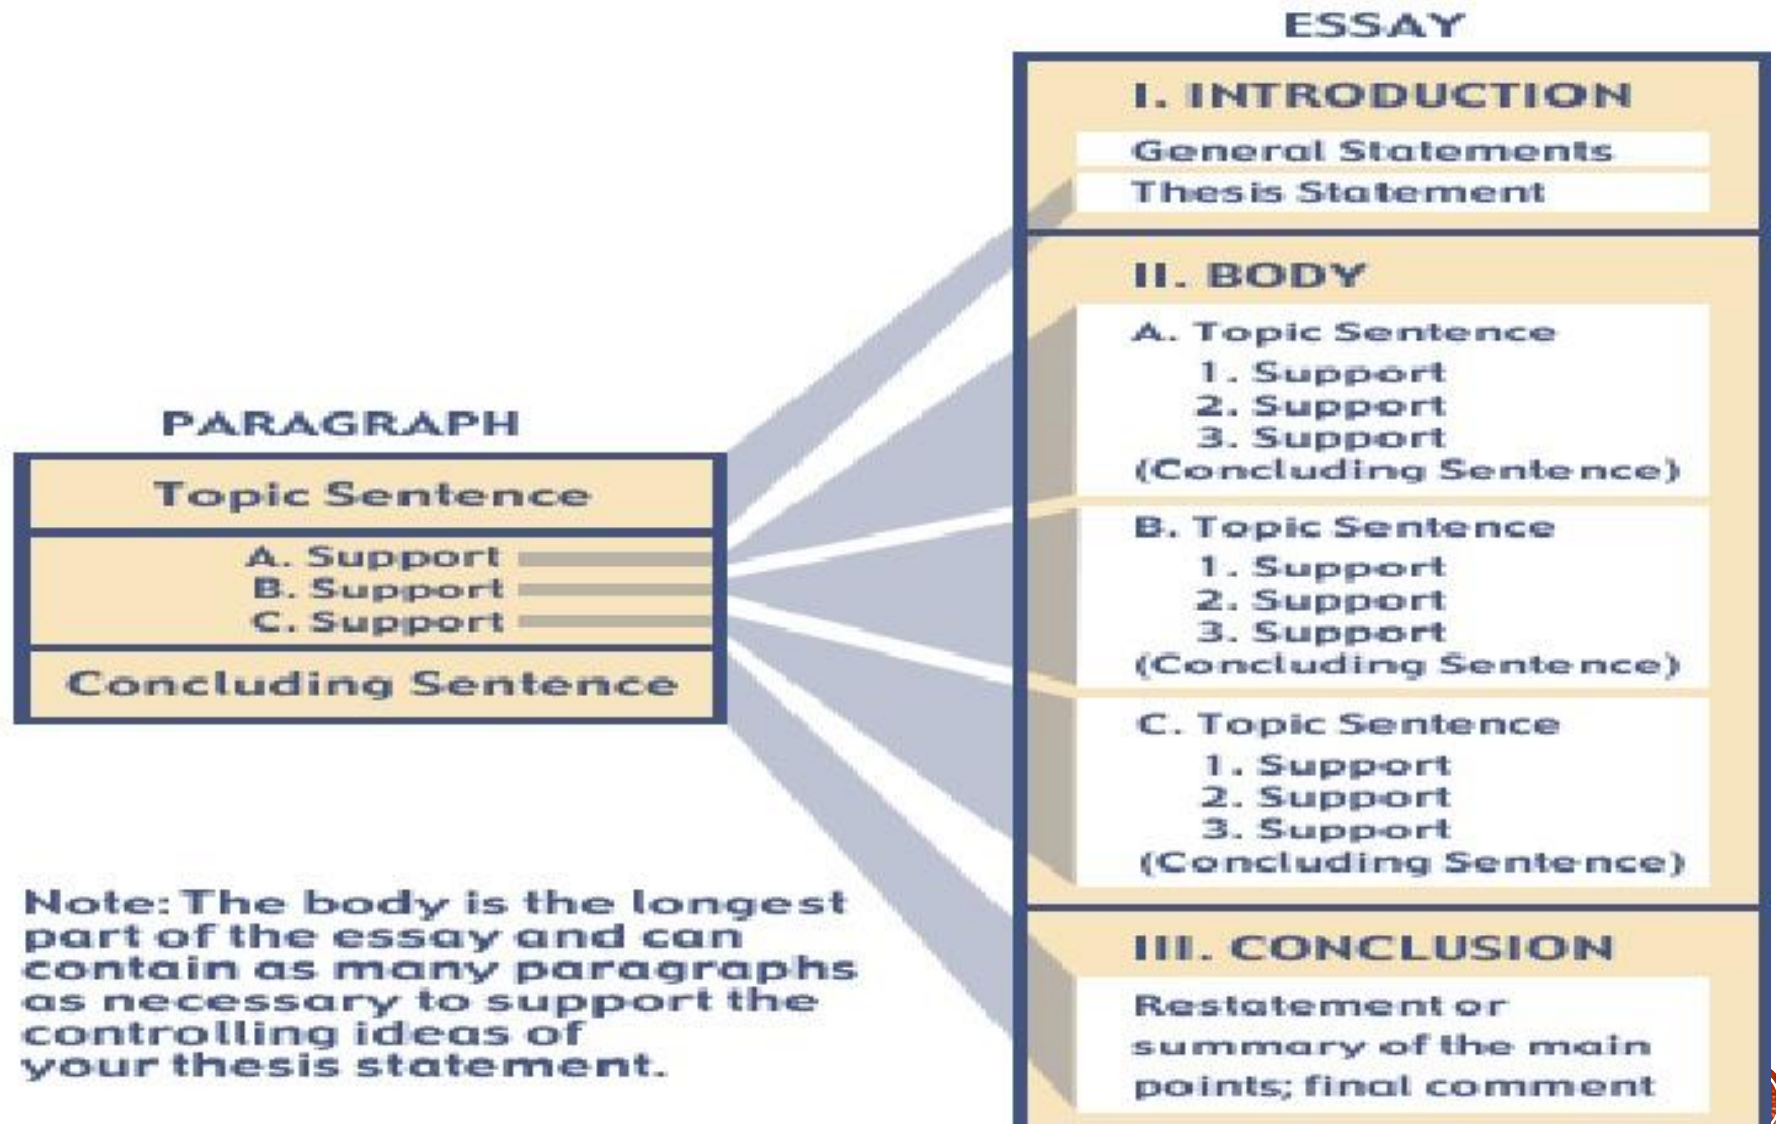 PARAGRAPH
Topic Sentence
A. Support
B. Support
C. Support
Concluding Sentence
Note: The body is the longest
part of the essay and can
contain as many paragraphs
as necessary to support the
controlling ideas of
your thesis statement.
ESSAY
I. INTRODUCTION
General Statements
Thesis Statement
II. BODY
A. Topic Sentence
1. Support
2. Support
3. Support
(Concluding Sentence)
B. Topic Sentence
1. Support
2. Support
3. Support
(Concluding Sentence)
C. Topic Sentence
1. Support
2. Support
3. Support
(Concluding Sentence)
III. CONCLUSION
Restatement or
summary of the main
points; final comment